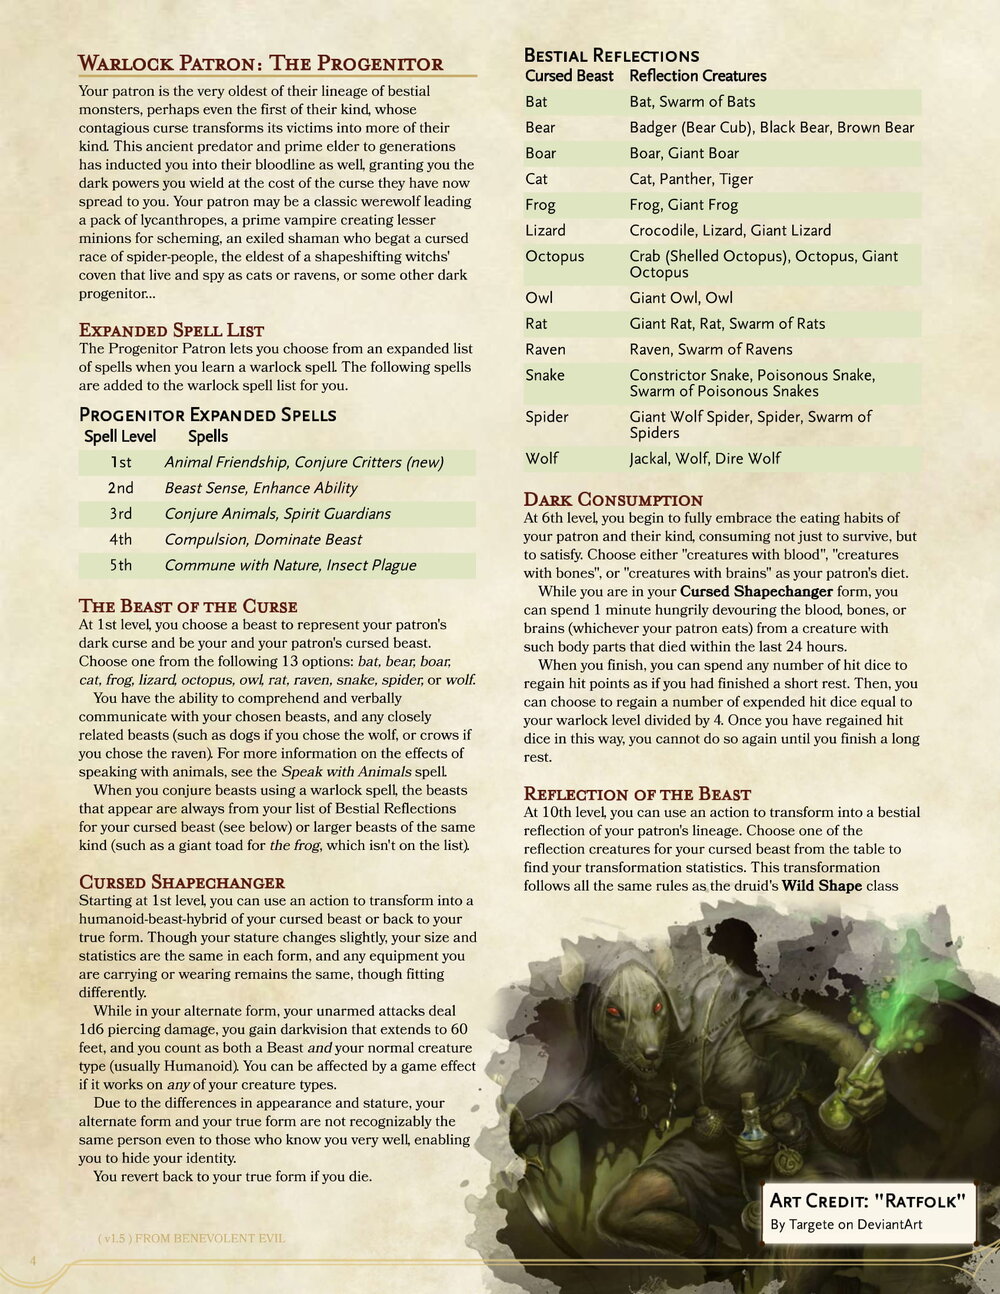 Warlock Patron: The Progenitor
Your patron is the very oldest of their lineage of bestial
monsters, perhaps even the first of their kind, whose
contagious curse transforms its victims into more of their
kind. This ancient predator and prime elder to generations
has inducted you into their bloodline as well, granting you the
dark powers you wield at the cost of the curse they have now
spread to you. Your patron may be a classic werewolf leading
a pack of lycanthropes, a prime vampire creating lesser
minions for scheming, an exiled shaman who begat a cursed
race of spider-people, the eldest of a shapeshifting witchs'
coven that live and spy as cats or ravens, or some other dark
progenitor...
Expanded Spell List
The Progenitor Patron lets you choose from an expanded list
of spells when you learn a warlock spell. The following spells
are added to the warlock spell list for you.
Progenitor Expanded Spells
Spell Level Spells
1st Animal Friendship, Conjure Critters (new)
2nd Beast Sense, Enhance Ability
3rd Conjure Animals, Spirit Guardians
4th Compulsion, Dominate Beast
5th Commune with Nature, Insect Plague
The Beast of the Curse
At 1st level, you choose a beast to represent your patron's
dark curse and be your and your patron's cursed beast.
Choose one from the following 13 options: bat, bear, boar,
cat, frog, lizard, octopus, owl, rat, raven, snake, spider, or wolf.
You have the ability to comprehend and verbally
communicate with your chosen beasts, and any closely
related beasts (such as dogs if you chose the wolf, or crows if
you chose the raven). For more information on the effects of
speaking with animals, see the Speak with Animals spell.
When you conjure beasts using a warlock spell, the beasts
that appear are always from your list of Bestial Reflections
for your cursed beast (see below) or larger beasts of the same
kind (such as a giant toad for the frog, which isn't on the list).
Cursed Shapechanger
Starting at 1st level, you can use an action to transform into a
humanoid-beast-hybrid of your cursed beast or back to your
true form. Though your stature changes slightly, your size and
statistics are the same in each form, and any equipment you
are carrying or wearing remains the same, though fitting
differently.
While in your alternate form, your unarmed attacks deal
1d6 piercing damage, you gain darkvision that extends to 60
feet, and you count as both a Beast and your normal creature
type (usually Humanoid). You can be affected by a game effect
if it works on any of your creature types.
Due to the differences in appearance and stature, your
alternate form and your true form are not recognizably the
same person even to those who know you very well, enabling
you to hide your identity.
You revert back to your true form if you die.
Bestial Reflections
Cursed Beast Reflection Creatures
Bat Bat, Swarm of Bats
Bear Badger (Bear Cub), Black Bear, Brown Bear
Boar Boar, Giant Boar
Cat Cat, Panther, Tiger
Frog Frog, Giant Frog
Lizard Crocodile, Lizard, Giant Lizard
Octopus Crab (Shelled Octopus), Octopus, Giant
Octopus
Owl Giant Owl, Owl
Rat Giant Rat, Rat, Swarm of Rats
Raven Raven, Swarm of Ravens
Snake Constrictor Snake, Poisonous Snake,
Swarm of Poisonous Snakes
Spider Giant Wolf Spider, Spider, Swarm of
Spiders
Wolf Jackal, Wolf, Dire Wolf
Dark Consumption
At 6th level, you begin to fully embrace the eating habits of
your patron and their kind, consuming not just to survive, but
to satisfy. Choose either "creatures with blood", "creatures
with bones", or "creatures with brains" as your patron's diet.
While you are in your Cursed Shapechanger form, you
can spend 1 minute hungrily devouring the blood, bones, or
brains (whichever your patron eats) from a creature with
such body parts that died within the last 24 hours.
When you finish, you can spend any number of hit dice to
regain hit points as if you had finished a short rest. Then, you
can choose to regain a number of expended hit dice equal to
your warlock level divided by 4. Once you have regained hit
dice in this way, you cannot do so again until you finish a long
rest.
Reflection of the Beast
At 10th level, you can use an action to transform into a bestial
reflection of your patron's lineage. Choose one of the
reflection creatures for your cursed beast from the table to
find your transformation statistics. This transformation
follows all the same rules as the druid's Wild Shape class
Art Credit: "Ratfolk"
By Targete on DeviantArt
( v1.5 ) FROM BENEVOLENT EVIL
4